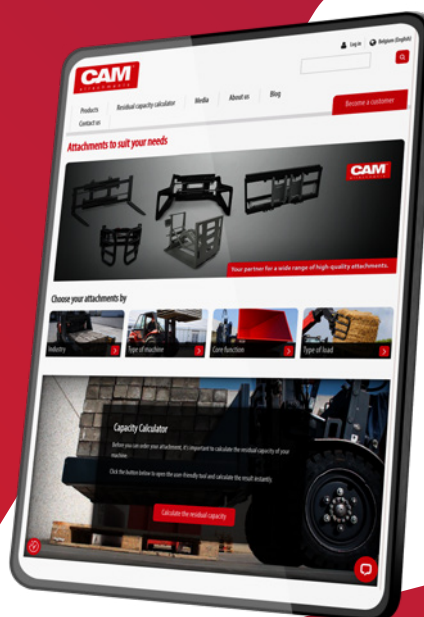 Log in
Belgium (English)
CAM
attachments
Products
Residual capacity calculator
Media
About us
Blog
Become a customer
Contact us
Attachments to suit your needs
CAM
attachments
Your partner for a wide range of high-quality attachments.
Choose your attachments by
Industry
Type of machine
Core function
Type of load
Capacity Calculator
Before you can order your attachment, it's important to calculate the residual capacity of your
machine.
Click the button below to open the user-friendly tool and calculate the result instantly.
Calculate the residual capacity